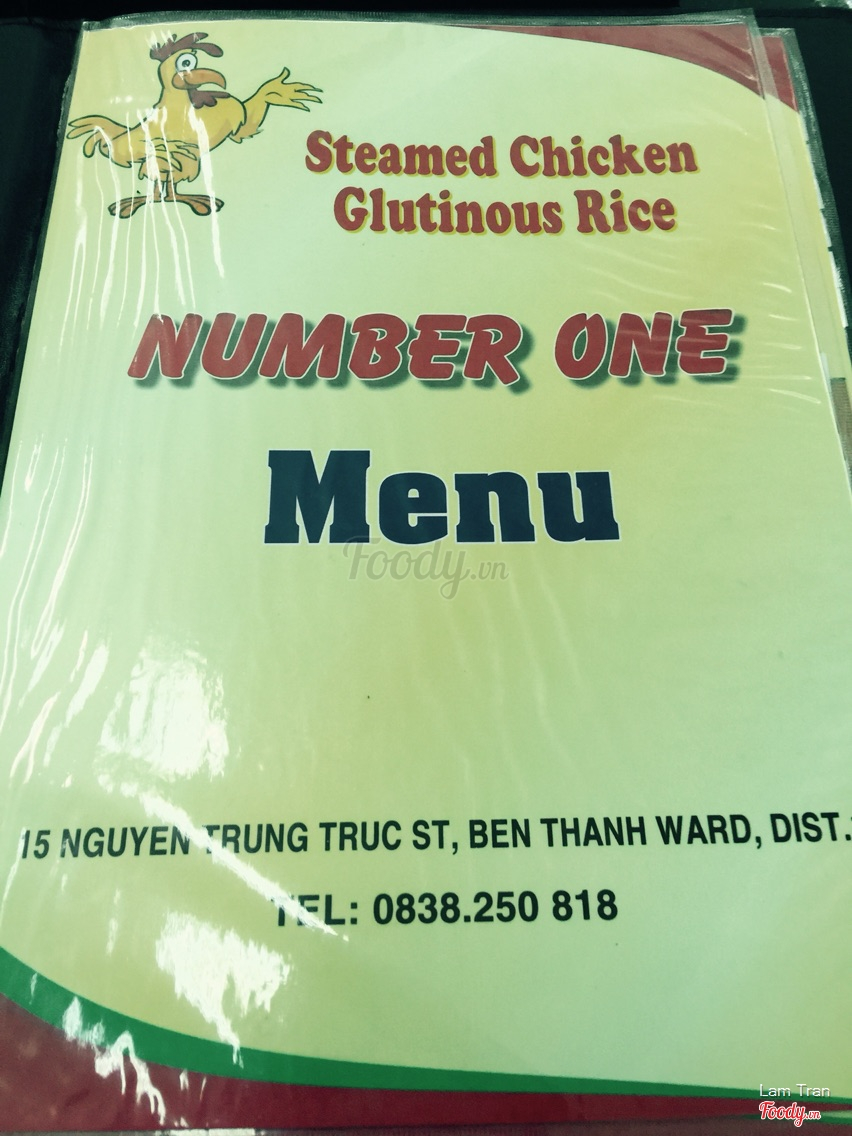 Steamed Chicken
Glutinous Rice
NUMBER ONE
Menu
Foody.vn
15 NGUYEN TRUNG TRUC ST, BEN THANH WARD, DIST.
TEL: 0838.250 818
Lam Tran
Foody.vn